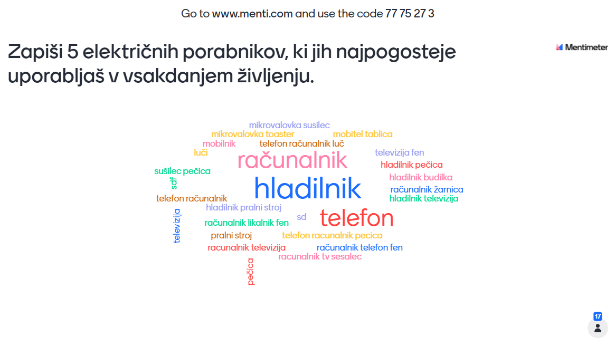 Go to www.menti.com and use the code 77 75 27 3
Zapiši 5 električnih porabnikov, ki jih najpogosteje
uporabljaš v vsakdanjem življenju.
Mentimeter
mikrovalovka susilec
mikrovalovka toaster
mobitel tablica
mobilnik
telefon računalnik luč
luči
računalnik
televizija fen
sušilec pečica
hladilnik pečica
sdf
hladilnik
hladilnik budilka
računalnik žarnica
telefon računalnik
hladilnik televizija
hladilnik pralni stroj
sd
telefon
televizija
računalnik likalnik fen
pralni stroj
telefon racunalnik pecica
racunalnik televizija
računalnik telefon fen
racunalnik tv sesalec
pečica
17